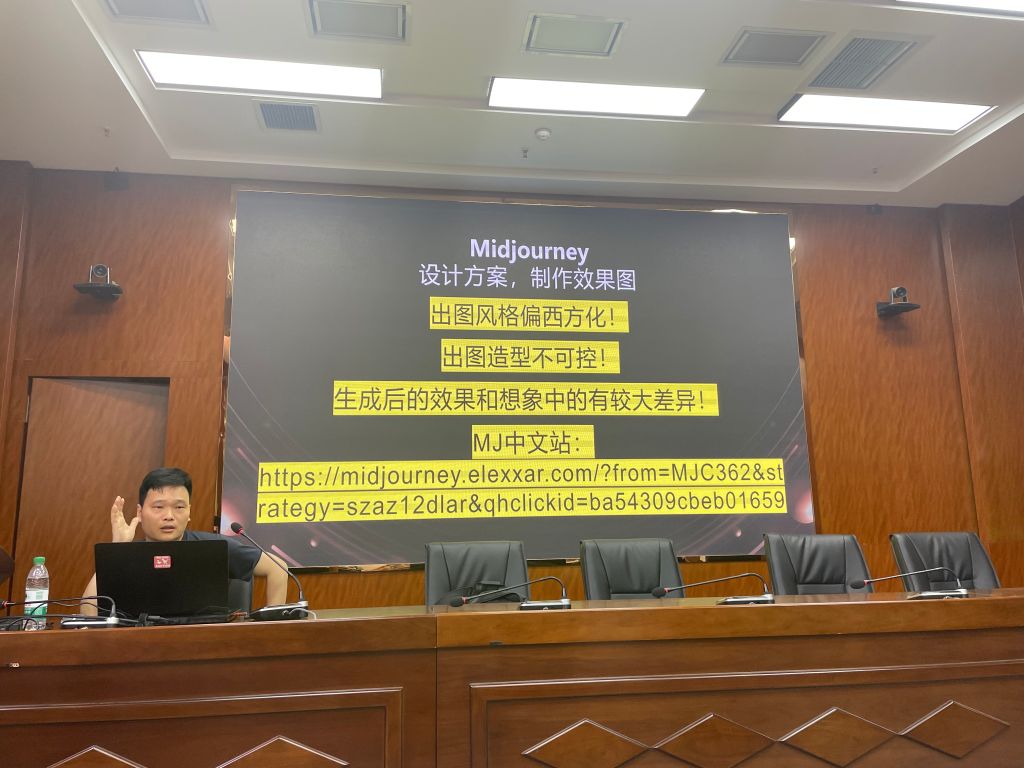 Midjourney
设计方案，制作效果图
出图风格偏西方化！
出图造型不可控！
生成后的效果和想象中的有较大差异！
MJ中文站：
https://midjourney.elexxar.com/?from=MJC362&st
rategy=szaz12dlar&qhclickid=ba54309cbeb01659